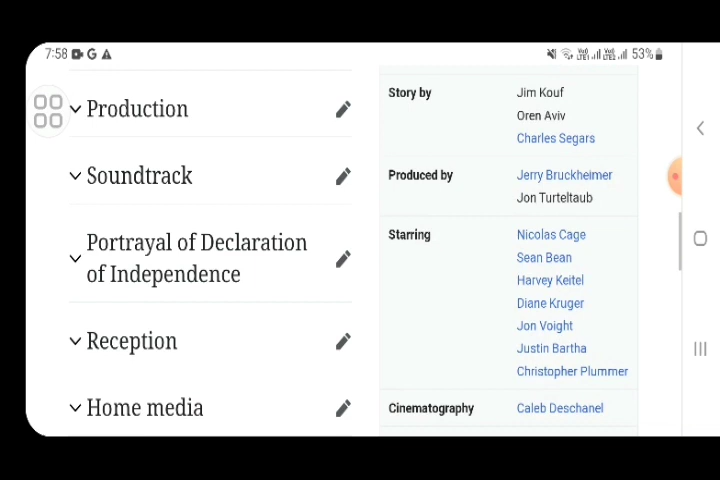 7:58
53%
Production
Soundtrack
Portrayal of Declaration
of Independence
Reception
Home media
Story by
Jim Kouf
Oren Aviv
Charles Segars
Produced by
Jerry Bruckheimer
Jon Turteltaub
Starring
Nicolas Cage
Sean Bean
Harvey Keitel
Diane Kruger
Jon Voight
Justin Bartha
Christopher Plummer
Cinematography
Caleb Deschanel